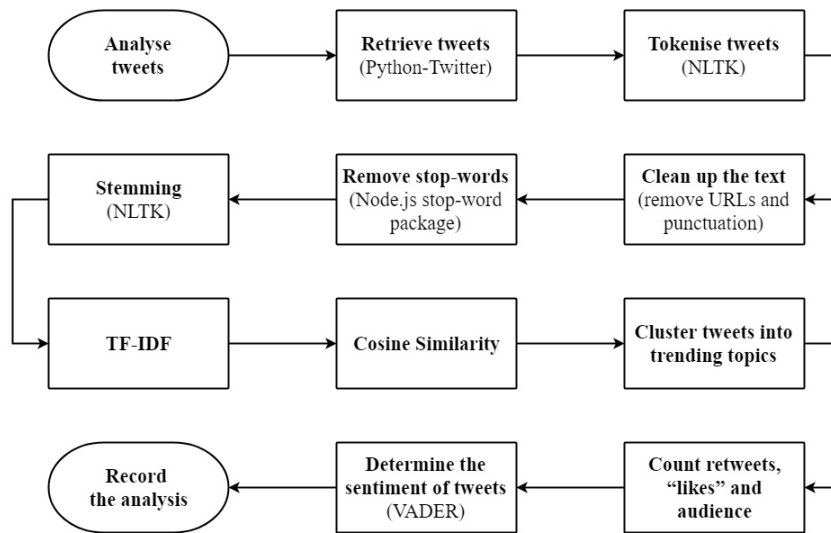 Analyse
tweets
Retrieve tweets
(Python-Twitter)
Tokenise tweets
(NLTK)
Clean up the text
(remove URLs and
punctuation)
Remove stop-words
(Node.js stop-word
package)
Stemming
(NLTK)
TF-IDF
Cosine Similarity
Cluster tweets into
trending topics
Count retweets,
“likes” and
audience
Determine the
sentiment of tweets
(VADER)
Record
the analysis